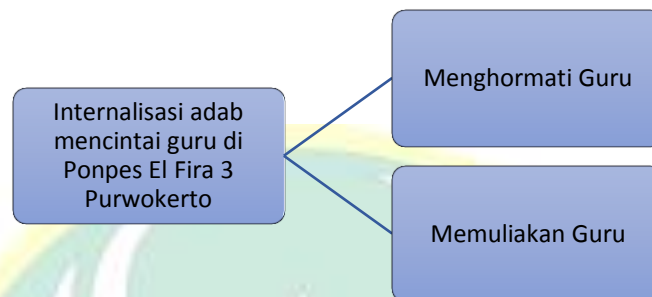 Internalisasi adab
mencintai guru di
Ponpes El Fira 3
Purwokerto
Menghormati Guru
Memuliakan Guru